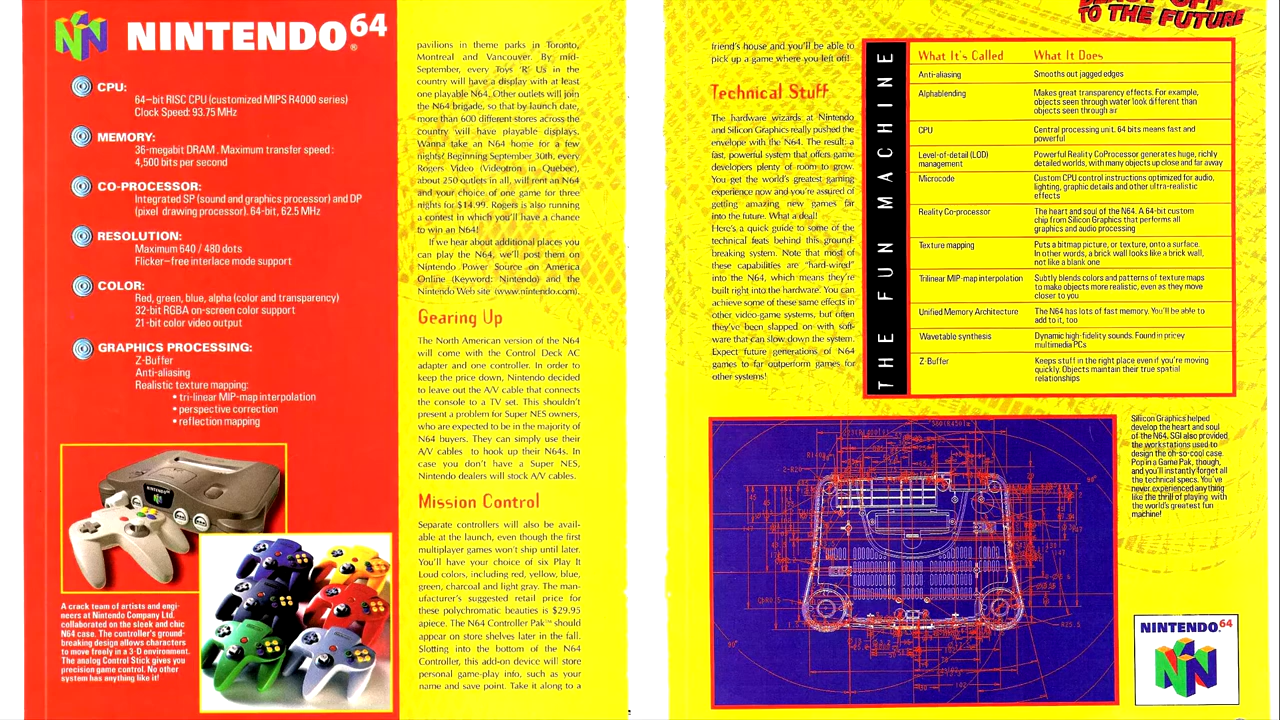 NINTENDO64
®
CPU:
64–bit RISC CPU (customized MIPS R4000 series)
Clock Speed: 93.75 MHz
MEMORY:
36-megabit DRAM . Maximum transfer speed :
4,500 bits per second
CO-PROCESSOR:
Integrated SP (sound and graphics processor) and DP
(pixel drawing processor). 64-bit, 62.5 MHz
RESOLUTION:
Maximum 640 / 480 dots
Flicker–free interlace mode support
COLOR:
Red, green, blue, alpha (color and transparency)
32-bit RGBA on-screen color support
21-bit color video output
GRAPHICS PROCESSING:
Z-Buffer
Anti-aliasing
Realistic texture mapping:
• tri-linear MIP-map interpolation
• perspective correction
• reflection mapping
NINTENDO64
A crack team of artists and engi-
neers at Nintendo Company Ltd.
collaborated on the sleek and chic
N64 case. The controller's ground-
breaking design allows characters
to move freely in a 3-D environment.
The analog Control Stick gives you
precision game control. No other
system has anything like it!
pavilions in theme parks in Toronto,
Montreal and Vancouver. By mid-
September, every Toys 'R' Us in the
country will have a display with at least
one playable N64. Other outlets will join
the N64 brigade, so that by launch date,
more than 600 different stores across the
country will have playable displays.
Wanna take an N64 home for a few
nights? Beginning September 30th, every
Rogers Video (Videotron in Quebec),
about 250 outlets in all, will rent an N64
and your choice of one game for three
nights for $14.99. Rogers is also running
a contest in which you'll have a chance
to win an N64!
If we hear about additional places you
can play the N64, we'll post them on
Nintendo Power Source on America
Online (Keyword: Nintendo) and the
Nintendo Web site (www.nintendo.com).
Gearing Up
The North American version of the N64
will come with the Control Deck AC
adapter and one controller. In order to
keep the price down, Nintendo decided
to leave out the A/V cable that connects
the console to a TV set. This shouldn't
present a problem for Super NES owners,
who are expected to be in the majority of
N64 buyers. They can simply use their
A/V cables to hook up their N64s. In
case you don't have a Super NES,
Nintendo dealers will stock A/V cables.
Mission Control
Separate controllers will also be avail-
able at the launch, even though the first
multiplayer games won't ship until later.
You'll have your choice of six Play It
Loud colors, including red, yellow, blue,
green, charcoal and light gray. The man-
ufacturer's suggested retail price for
these polychromatic beauties is $29.99
apiece. The N64 Controller Pak™ should
appear on store shelves later in the fall.
Slotting into the bottom of the N64
Controller, this add-on device will store
personal game-play info, such as your
name and save point. Take it along to a
friend's house and you'll be able to
pick up a game where you left off!
Technical Stuff
The hardware wizards at Nintendo
and Silicon Graphics really pushed the
envelope with the N64. The result: a
fast, powerful system that offers game
developers plenty of room to grow.
You get the world's greatest gaming
experience now and you're assured of
getting amazing new games far
into the future. What a deal!
Here's a quick guide to some of the
technical feats behind this ground-
breaking system. Note that most of
these capabilities are "hard-wired"
into the N64, which means they're
built right into the hardware. You can
achieve some of these same effects in
other video-game systems, but often
they've been slapped on with soft-
ware that can slow down the system.
Expect future generations of N64
games to far outperform games for
other systems!
BLAST OFF
TO THE FUTURE
THE FUN MACHINE
What It's Called What It Does
Anti-aliasing Smooths out jagged edges
Alphablending Makes great transparency effects. For example,
objects seen through water look different than
objects seen through air
CPU Central processing unit. 64 bits means fast and
powerful
Level-of-detail (LOD) Powerful Reality CoProcessor generates huge, richly
management detailed worlds, with many objects up close and far away
Microcode Custom CPU control instructions optimized for audio,
lighting, graphic details and other ultra-realistic
effects
Reality Co-processor The heart and soul of the N64. A 64-bit custom
chip from Silicon Graphics that performs all
graphics and audio processing
Texture mapping Puts a bitmap picture, or texture, onto a surface.
In other words, a brick wall looks like a brick wall,
not like a blank one
Trilinear MIP-map interpolation Subtly blends colors and patterns of texture maps
to make objects more realistic, even as they move
closer to you
Unified Memory Architecture The N64 has lots of fast memory. You'll be able to
add to it, too
Wavetable synthesis Dynamic high-fidelity sounds. Found in pricey
multimedia PCs
Z-Buffer Keeps stuff in the right place even if you're moving
quickly. Objects maintain their true spatial
relationships
Silicon Graphics helped
develop the heart and soul
of the N64. SGI also provided
the workstations used to
design the oh-so-cool case.
Pop in a Game Pak, though,
and you'll instantly forget all
the technical specs. You've
never experienced anything
like the thrill of playing with
the world's greatest fun
machine!
90°
90°
R25.5
NINTENDO64